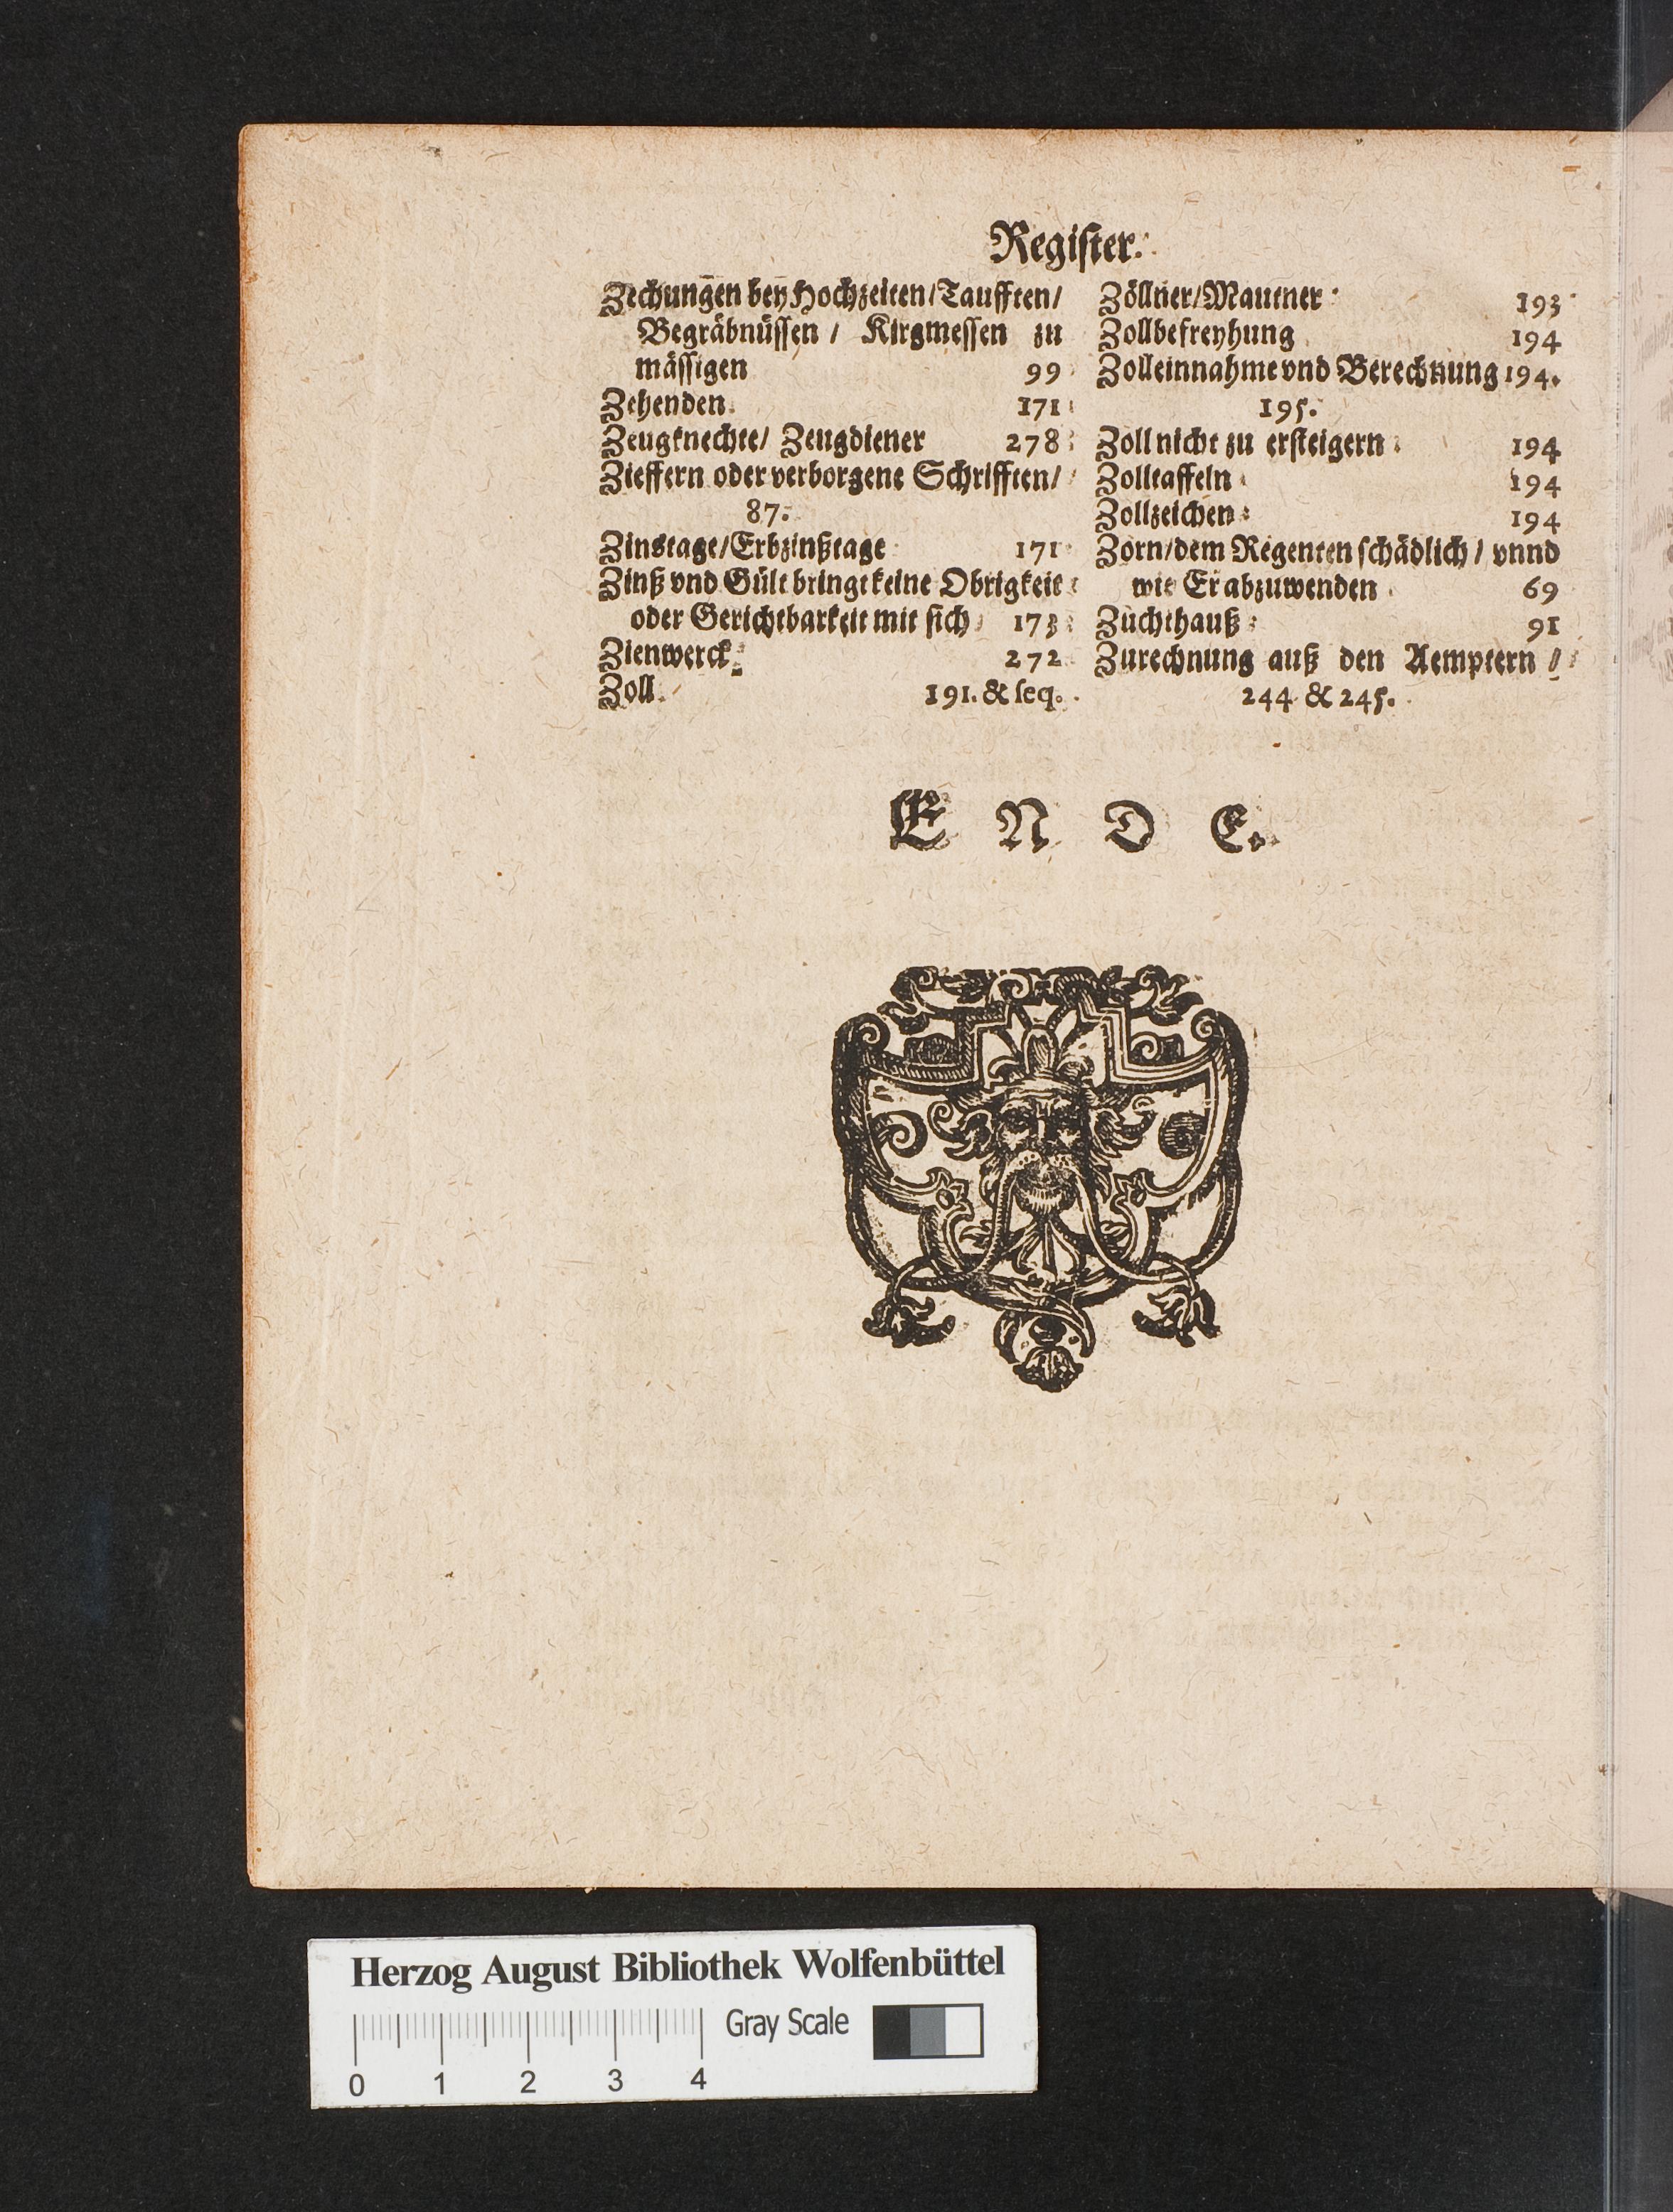 Register.
Zechungen bey Hochzeiten/Taufften/
Begräbnüssen / Kirgmessen zu
mässigen 99
Zehenden. 171
Zeugknechte/ Zeugdiener 278
Zieffern oder verborgene Schrifften/
87.
Zinstage/Erbzinßtage 171
Zinß vnd Gült bringt keine Obrigkeit
oder Gerichtbarkeit mit sich 173
Zienwerck 272
Zoll. 191. & seq.
Zöllner/Mautner 193
Zollbefreyhung 194
Zolleinnahme vnd Berechnung 194.
195.
Zoll nicht zu ersteigern 194
Zolltaffeln 194
Zollzeichen 194
Zorn/dem Regenten schädlich / vnnd
wie Er abzuwenden 69
Zuchthauß 91
Zurechnung auß den Aemptern /
244 & 245.
E N D E.
Herzog August Bibliothek Wolfenbüttel
Gray Scale
0 1 2 3 4